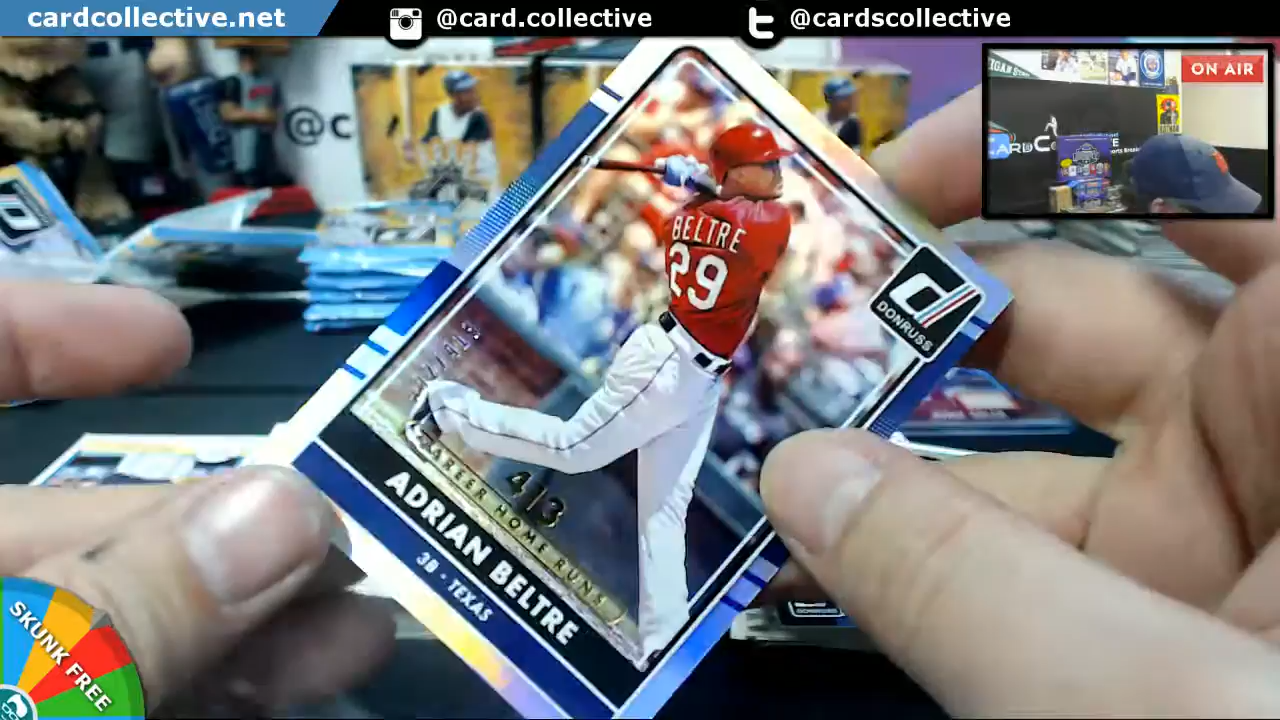 cardcollective.net
@card.collective
@cardscollective
ON AIR
@c
BELTRE
29
DONRUSS
413
CAREER HOME RUNS
ADRIAN BELTRE
3B - TEXAS
SKUNK FREE